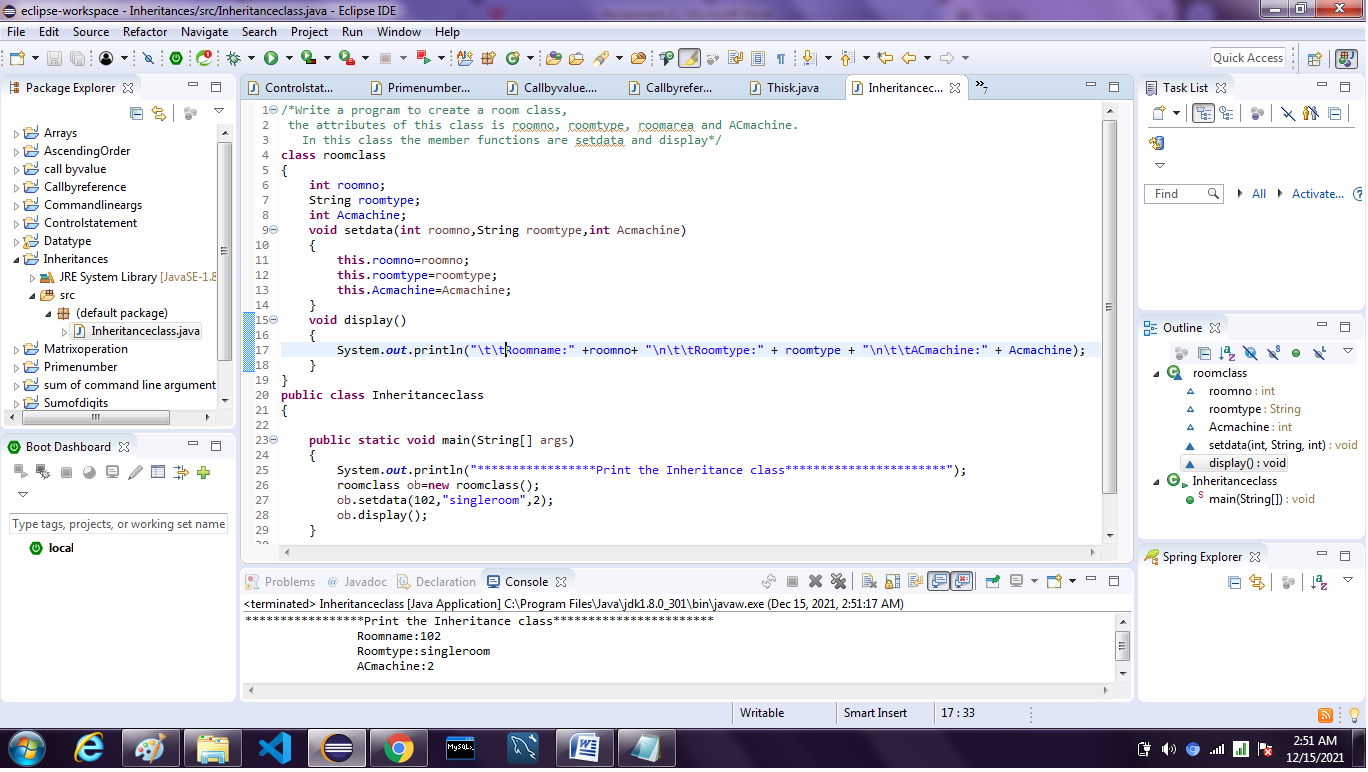 eclipse-workspace - Inheritances/src/Inheritanceclass.java - Eclipse IDE
File Edit Source Refactor Navigate Search Project Run Window Help
Quick Access
Package Explorer
Arrays
AscendingOrder
call byvalue
Callbyreference
Commandlineargs
Controlstatement
Datatype
Inheritances
JRE System Library [JavaSE-1.8
src
(default package)
Inheritanceclass.java
Matrixoperation
Primenumber
sum of command line argument
Sumofdigits
Boot Dashboard
Type tags, projects, or working set name
local
Controlstat... Primenumber... Callbyvalue.... Callbyrefer... Thisk.java Inheritancec... »7
1 /*Write a program to create a room class,
2 the attributes of this class is roomno, roomtype, roomarea and ACmachine.
3 In this class the member functions are setdata and display*/
4 class roomclass
5 {
6 int roomno;
7 String roomtype;
8 int Acmachine;
9 void setdata(int roomno,String roomtype,int Acmachine)
10 {
11 this.roomno=roomno;
12 this.roomtype=roomtype;
13 this.Acmachine=Acmachine;
14 }
15 void display()
16 {
17 System.out.println("\t\tRoomname:" +roomno+ "\n\t\tRoomtype:" + roomtype + "\n\t\tACmachine:" + Acmachine);
18 }
19 }
20 public class Inheritanceclass
21 {
22
23 public static void main(String[] args)
24 {
25 System.out.println("*****************Print the Inheritance class***********************");
26 roomclass ob=new roomclass();
27 ob.setdata(102,"singleroom",2);
28 ob.display();
29 }
Problems Javadoc Declaration Console
<terminated> Inheritanceclass [Java Application] C:\Program Files\Java\jdk1.8.0_301\bin\javaw.exe (Dec 15, 2021, 2:51:17 AM)
*****************Print the Inheritance class***********************
Roomname:102
Roomtype:singleroom
ACmachine:2
Task List
Find All Activate...
Outline
roomclass
roomno : int
roomtype : String
Acmachine : int
setdata(int, String, int) : void
display() : void
Inheritanceclass
main(String[]) : void
Spring Explorer
Writable Smart Insert 17 : 33
MySQL
2:51 AM
12/15/2021